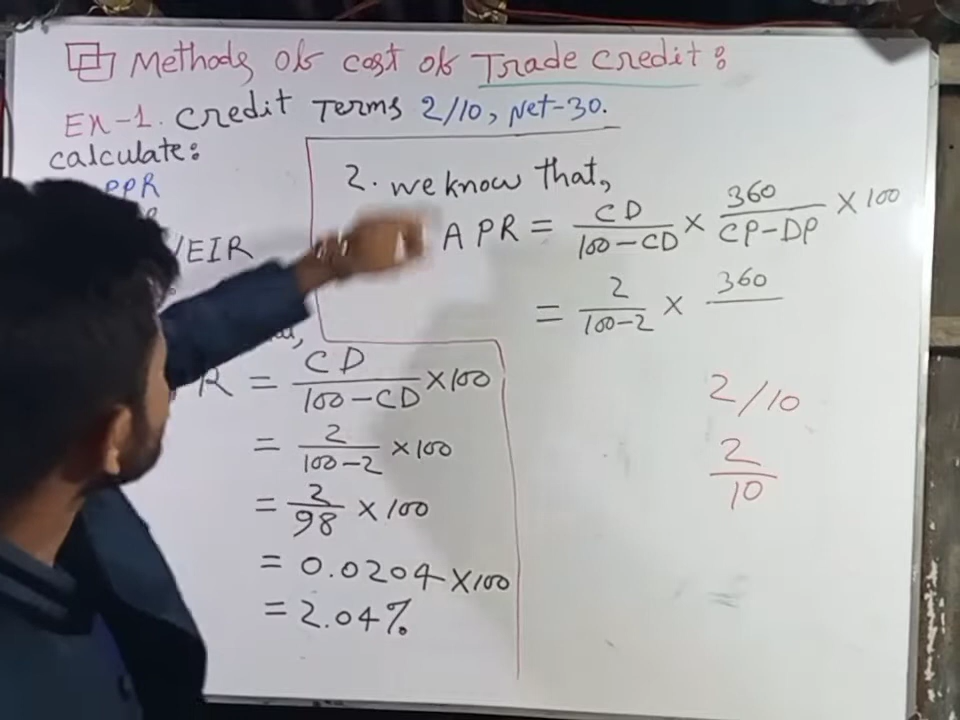 Methods of cost of Trade credit:
Ex-1. Credit Terms 2/10, Net-30.
calculate:
PPR
/EIR
R = CD / 100-CD ×100
= 2 / 100-2 ×100
= 2 / 98 ×100
= 0.0204×100
= 2.04%
2. we know that,
APR = CD / 100-CD × 360 / CP-DP ×100
= 2 / 100-2 × 360
2/10
2
10